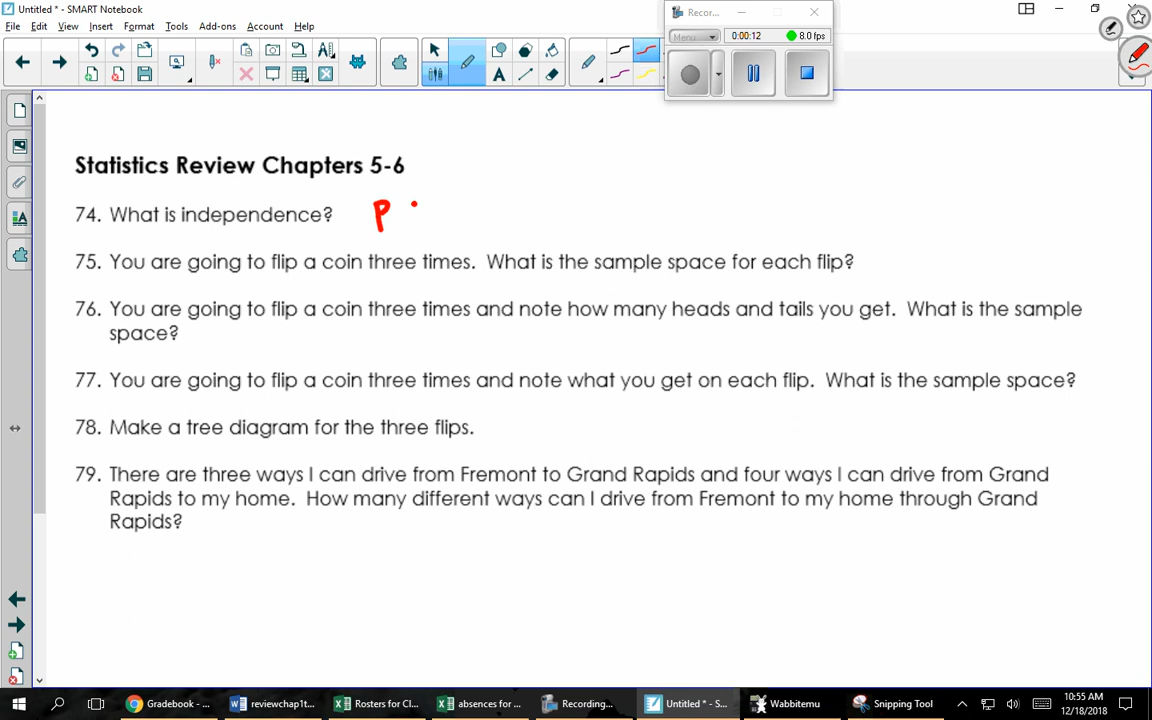 Untitled * - SMART Notebook
File Edit View Insert Format Tools Add-ons Account Help
Recor...
Menu 0:00:12 8.0 fps
Statistics Review Chapters 5-6
74. What is independence? P
75. You are going to flip a coin three times. What is the sample space for each flip?
76. You are going to flip a coin three times and note how many heads and tails you get. What is the sample
space?
77. You are going to flip a coin three times and note what you get on each flip. What is the sample space?
78. Make a tree diagram for the three flips.
79. There are three ways I can drive from Fremont to Grand Rapids and four ways I can drive from Grand
Rapids to my home. How many different ways can I drive from Fremont to my home through Grand
Rapids?
Gradebook - ... reviewchap1t... Rosters for Cl... absences for ... Recording... Untitled * - S... Wabbitemu Snipping Tool 10:55 AM
12/18/2018